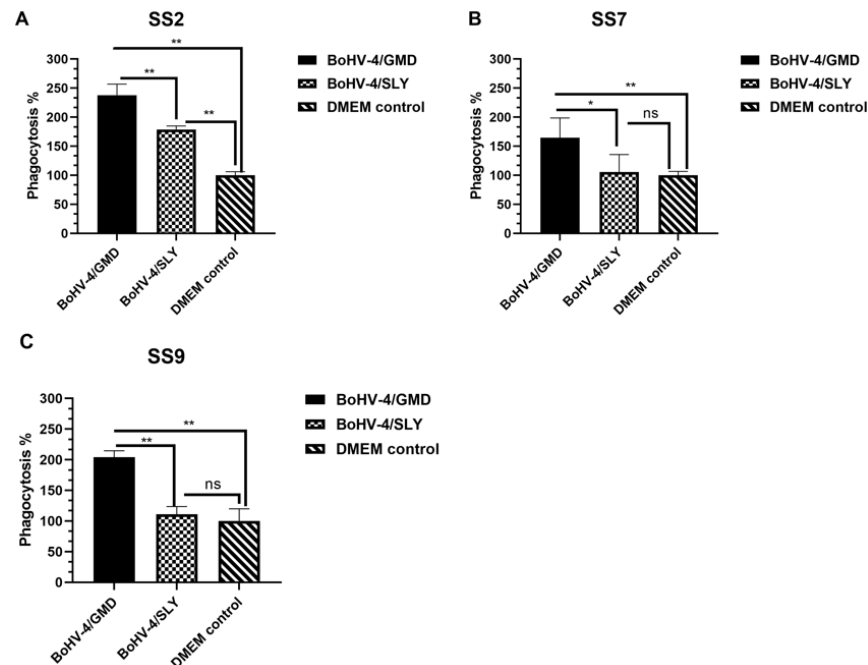 A
SS2
Phagocytosis %
300
250
200
150
100
50
0
**
**
**
BoHV-4/GMD
BoHV-4/SLY
DMEM control
BoHV-4/GMD
BoHV-4/SLY
DMEM control
B
SS7
Phagocytosis %
300
250
200
150
100
50
0
**
*
ns
BoHV-4/GMD
BoHV-4/SLY
DMEM control
BoHV-4/GMD
BoHV-4/SLY
DMEM control
C
SS9
Phagocytosis %
300
250
200
150
100
50
0
**
**
ns
BoHV-4/GMD
BoHV-4/SLY
DMEM control
BoHV-4/GMD
BoHV-4/SLY
DMEM control